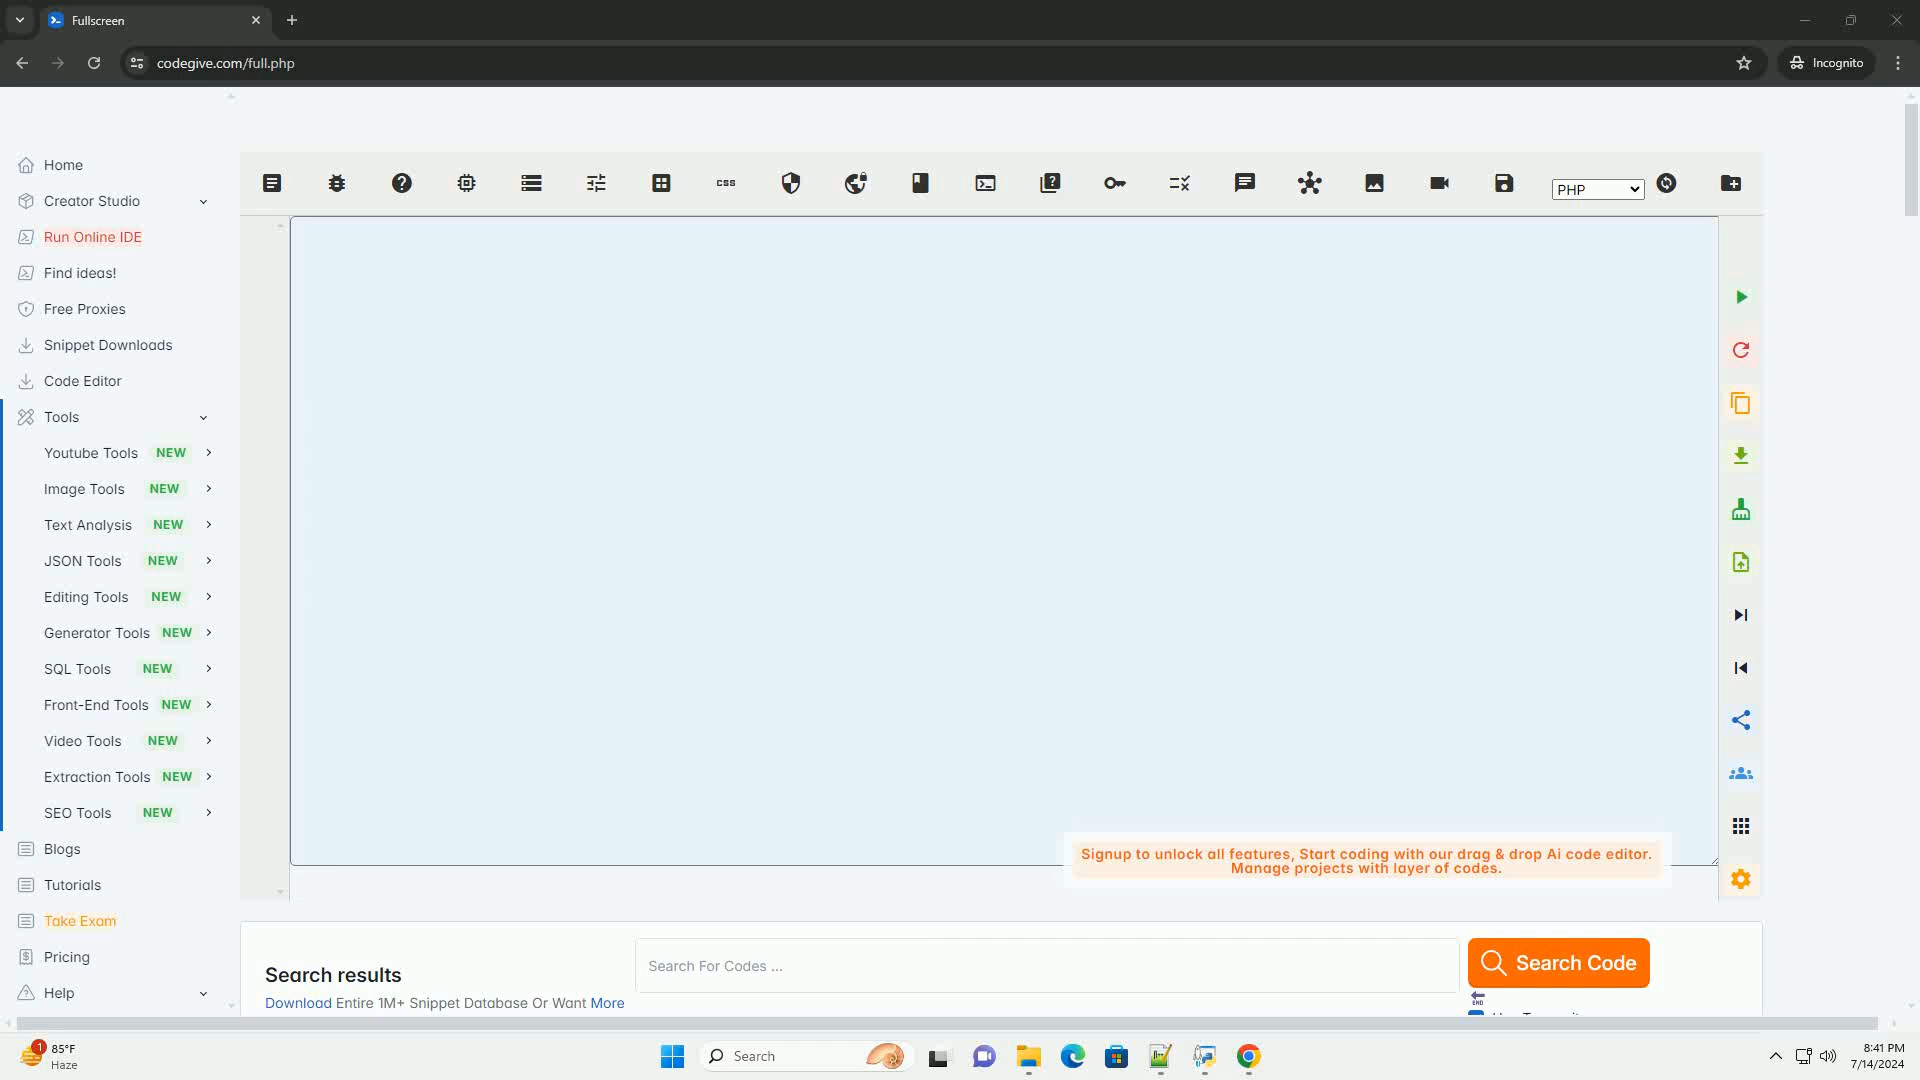 Fullscreen
codegive.com/full.php
Incognito
Home
Creator Studio
Run Online IDE
Find ideas!
Free Proxies
Snippet Downloads
Code Editor
Tools
Youtube Tools NEW
Image Tools NEW
Text Analysis NEW
JSON Tools NEW
Editing Tools NEW
Generator Tools NEW
SQL Tools NEW
Front-End Tools NEW
Video Tools NEW
Extraction Tools NEW
SEO Tools NEW
Blogs
Tutorials
Take Exam
Pricing
Help
CSS
PHP
Signup to unlock all features, Start coding with our drag & drop Ai code editor.
Manage projects with layer of codes.
Search results
Download Entire 1M+ Snippet Database Or Want More
Search For Codes ...
Search Code
END
1
85°F
Haze
Search
8:41 PM
7/14/2024